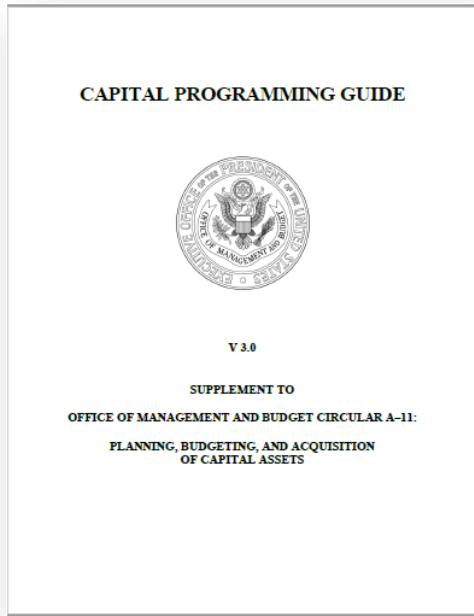 CAPITAL PROGRAMMING GUIDE
EXECUTIVE OFFICE OF THE PRESIDENT OF THE UNITED STATES
OFFICE OF MANAGEMENT AND BUDGET
V 3.0
SUPPLEMENT TO
OFFICE OF MANAGEMENT AND BUDGET CIRCULAR A–11:
PLANNING, BUDGETING, AND ACQUISITION
OF CAPITAL ASSETS